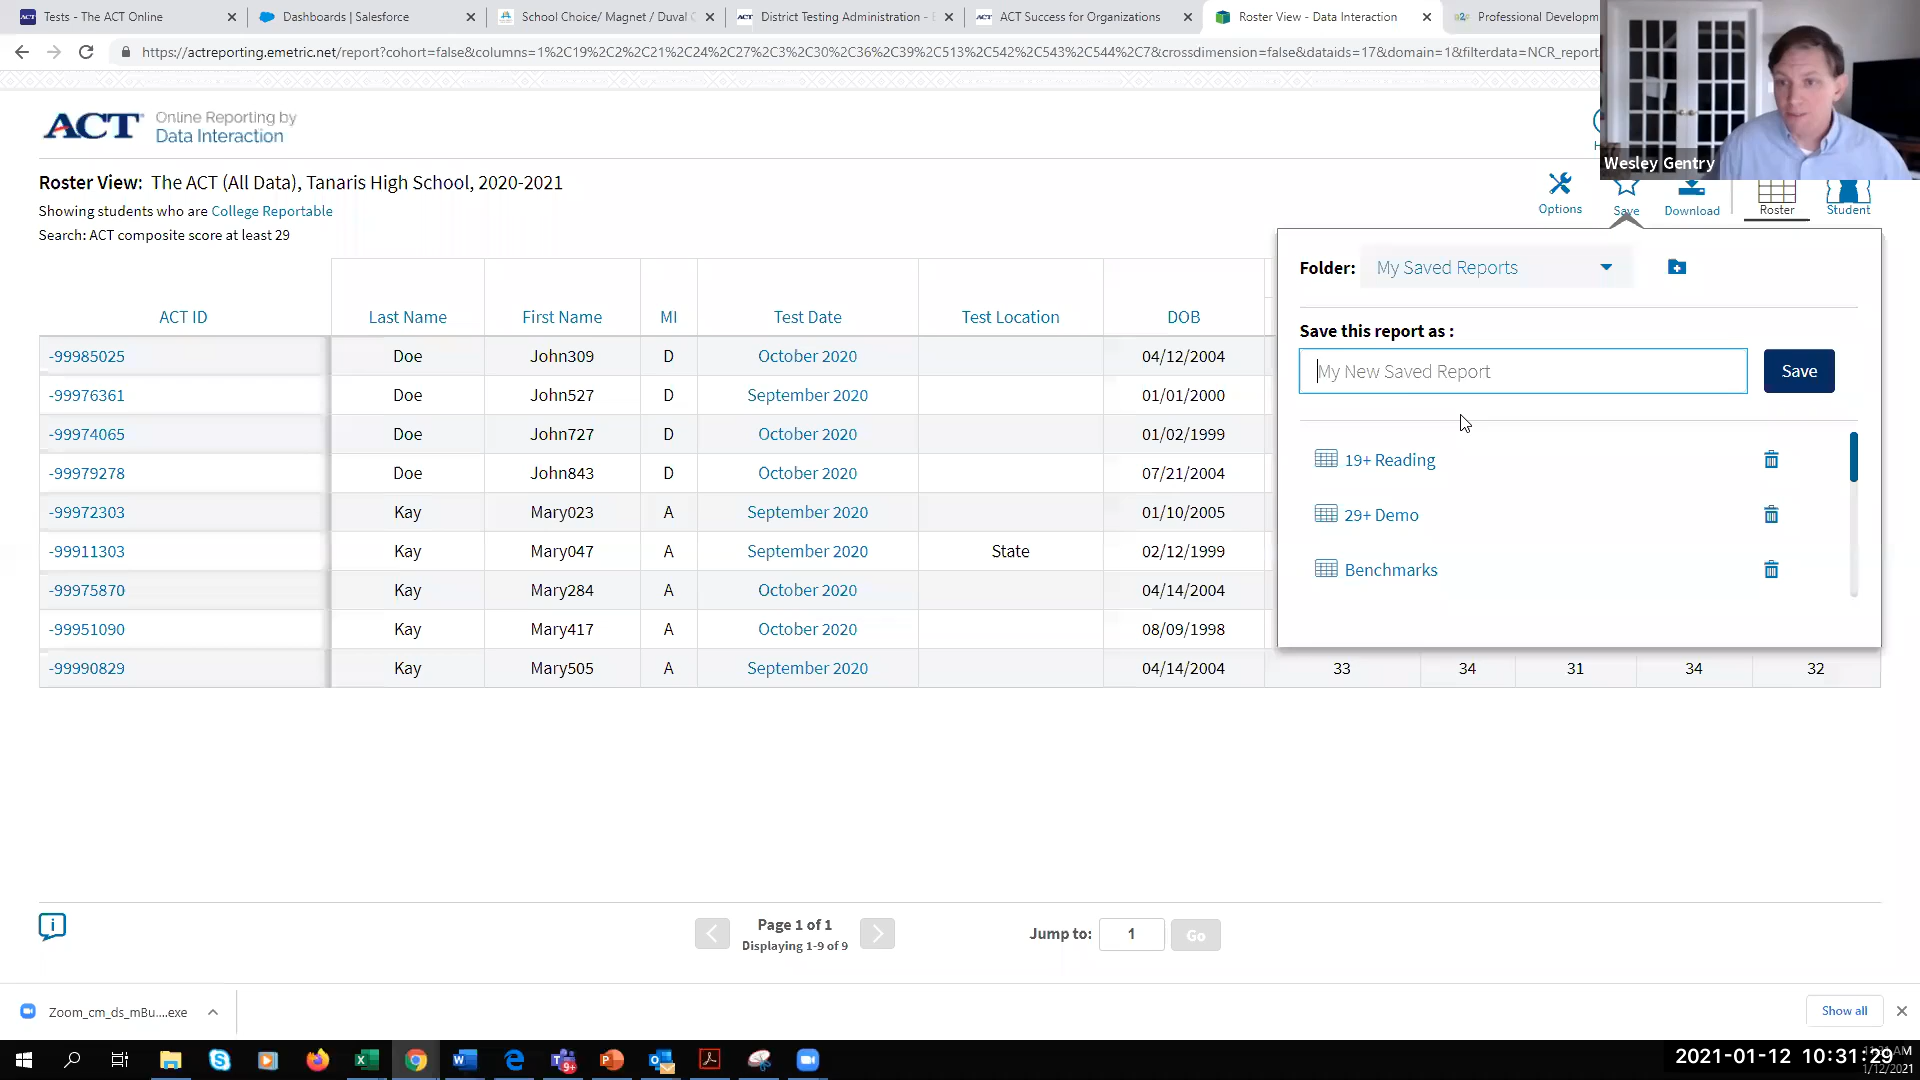 Tests - The ACT Online
Dashboards | Salesforce
School Choice/ Magnet / Duval
District Testing Administration -
ACT Success for Organizations
Roster View - Data Interaction
Professional Developm
https://actreporting.emetric.net/report?cohort=false&columns=1%2C19%2C2%2C21%2C24%2C27%2C3%2C30%2C36%2C39%2C513%2C542%2C543%2C544%2C7&crossdimension=false&dataids=17&domain=1&filterdata=NCR_report
ACT Online Reporting by
Data Interaction
Wesley Gentry
Roster View: The ACT (All Data), Tanaris High School, 2020-2021
Showing students who are College Reportable
Search: ACT composite score at least 29
Options Save Download Roster Student
Folder: My Saved Reports
Save this report as :
My New Saved Report Save
19+ Reading
29+ Demo
Benchmarks
ACT ID Last Name First Name MI Test Date Test Location DOB
-99985025 Doe John309 D October 2020 04/12/2004
-99976361 Doe John527 D September 2020 01/01/2000
-99974065 Doe John727 D October 2020 01/02/1999
-99979278 Doe John843 D October 2020 07/21/2004
-99972303 Kay Mary023 A September 2020 01/10/2005
-99911303 Kay Mary047 A September 2020 State 02/12/1999
-99975870 Kay Mary284 A October 2020 04/14/2004
-99951090 Kay Mary417 A October 2020 08/09/1998
-99990829 Kay Mary505 A September 2020 04/14/2004 33 34 31 34 32
Page 1 of 1
Displaying 1-9 of 9
Jump to: 1 Go
Zoom_cm_ds_mBu....exe
Show all
2021-01-12 10:31:29
1/12/2021